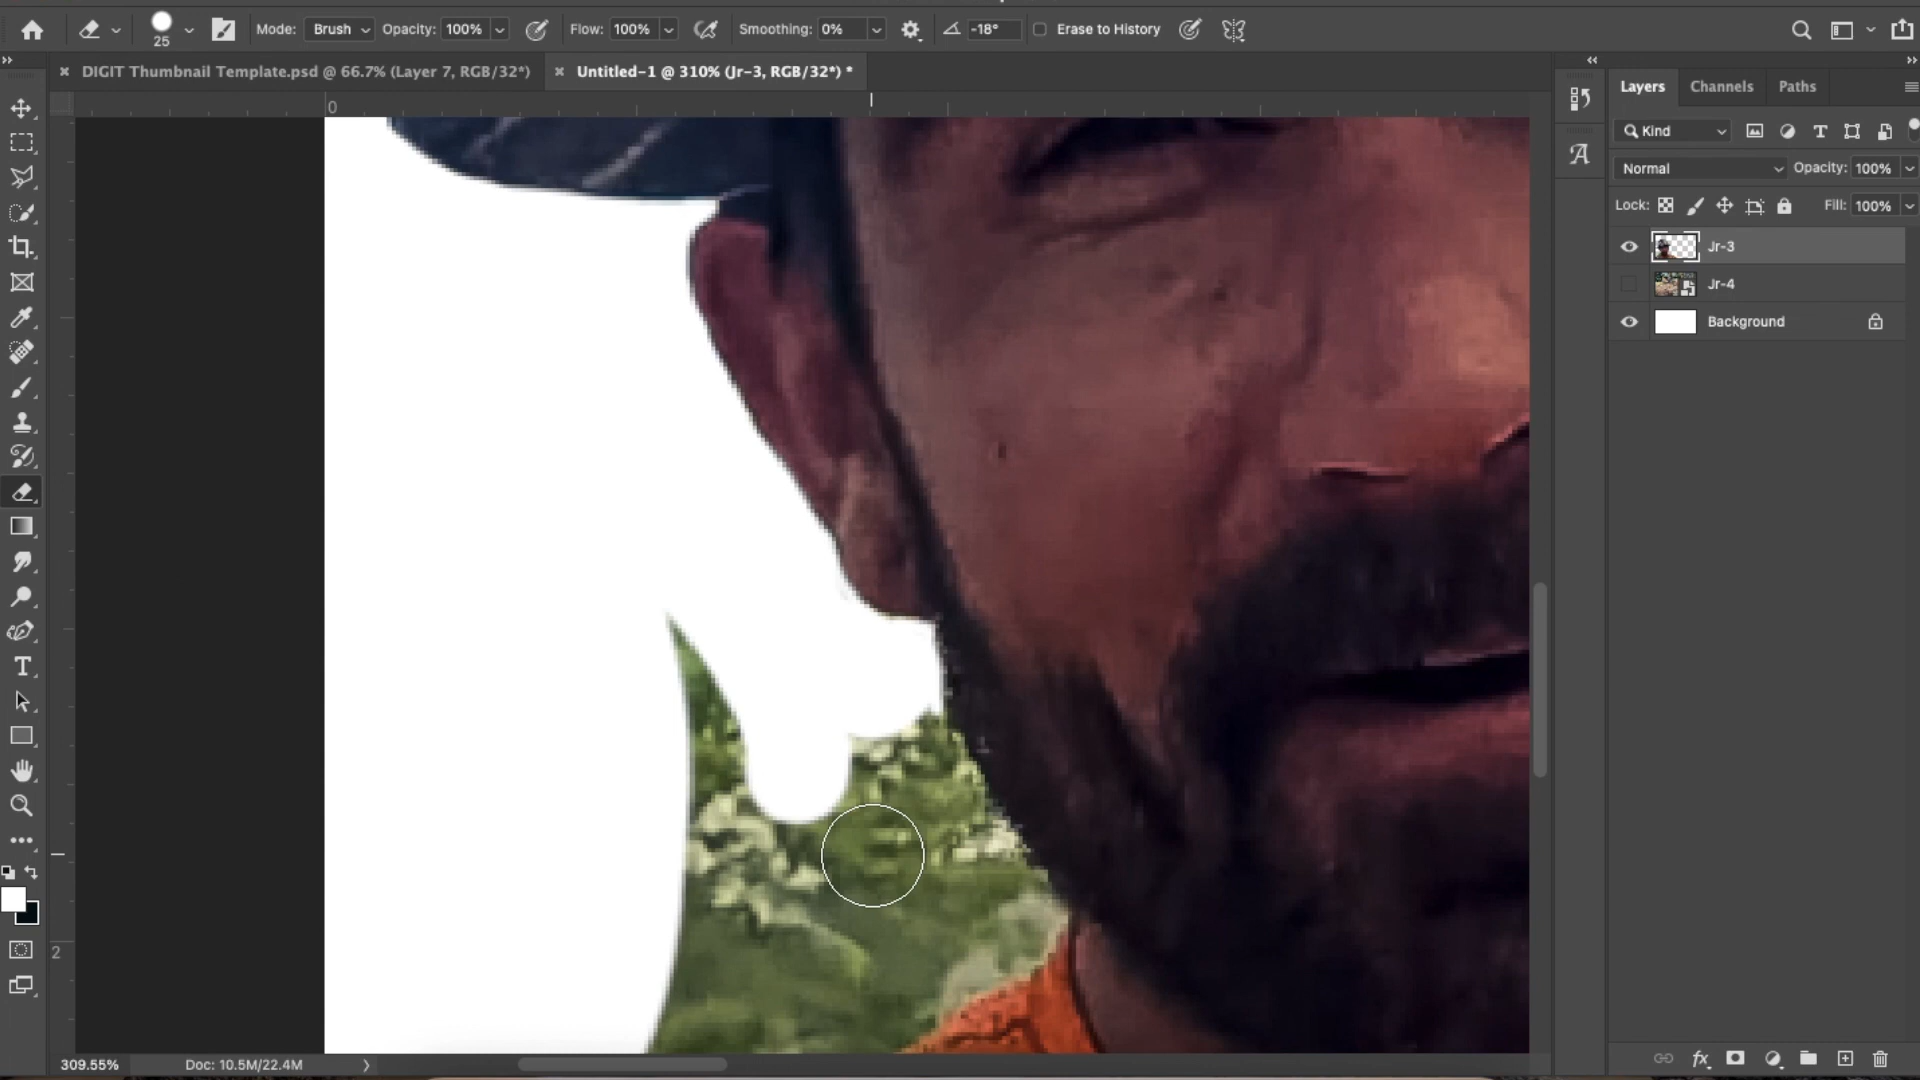 25 Mode: Brush Opacity: 100% Flow: 100% Smoothing: 0% -18° Erase to History
DIGIT Thumbnail Template.psd @ 66.7% (Layer 7, RGB/32*) Untitled-1 @ 310% (Jr-3, RGB/32*) *
Layers Channels Paths
0
Kind
Normal Opacity: 100%
Lock: Fill: 100%
Jr-3
Jr-4
Background
2
309.55% Doc: 10.5M/22.4M